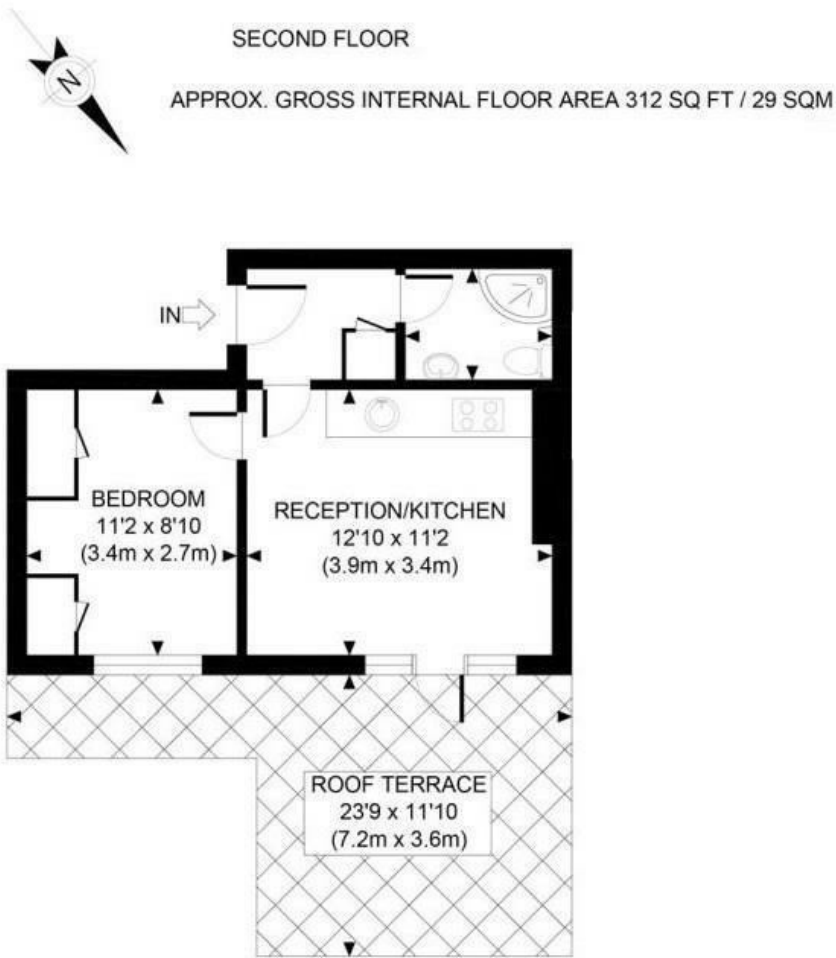 SECOND FLOOR
N
APPROX. GROSS INTERNAL FLOOR AREA 312 SQ FT / 29 SQM
IN
BEDROOM
11'2 x 8'10
(3.4m x 2.7m)
RECEPTION/KITCHEN
12'10 x 11'2
(3.9m x 3.4m)
ROOF TERRACE
23'9 x 11'10
(7.2m x 3.6m)